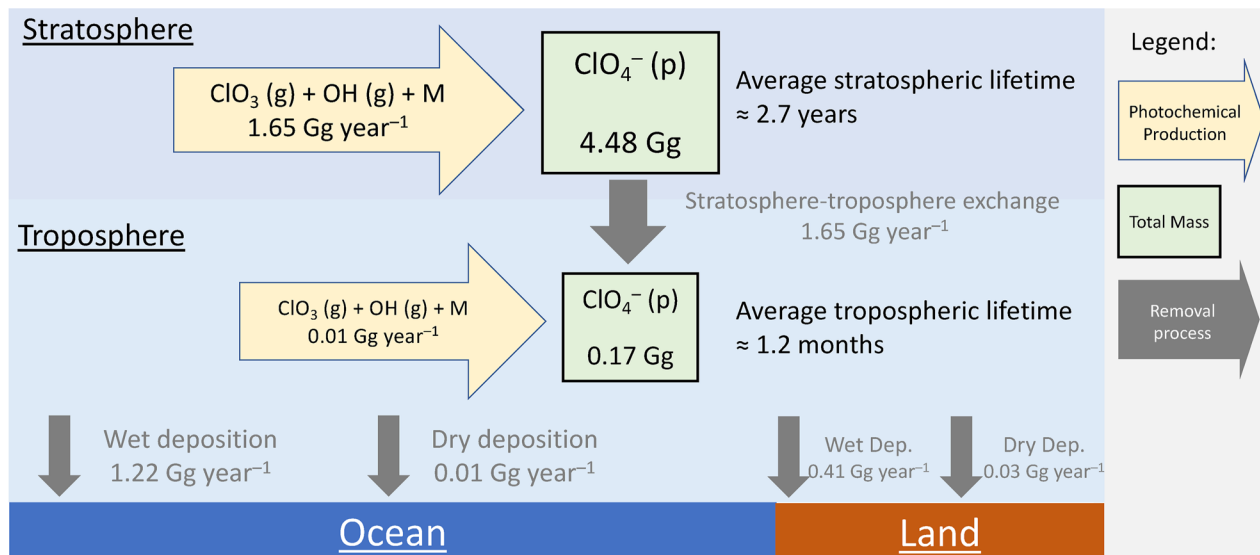 Stratosphere
ClO₃ (g) + OH (g) + M
1.65 Gg year⁻¹
ClO₄⁻ (p)
4.48 Gg
Average stratospheric lifetime
≈ 2.7 years
Stratosphere-troposphere exchange
1.65 Gg year⁻¹
Troposphere
ClO₃ (g) + OH (g) + M
0.01 Gg year⁻¹
ClO₄⁻ (p)
0.17 Gg
Average tropospheric lifetime
≈ 1.2 months
Wet deposition
1.22 Gg year⁻¹
Dry deposition
0.01 Gg year⁻¹
Wet Dep.
0.41 Gg year⁻¹
Dry Dep.
0.03 Gg year⁻¹
Ocean
Land
Legend:
Photochemical
Production
Total Mass
Removal
process